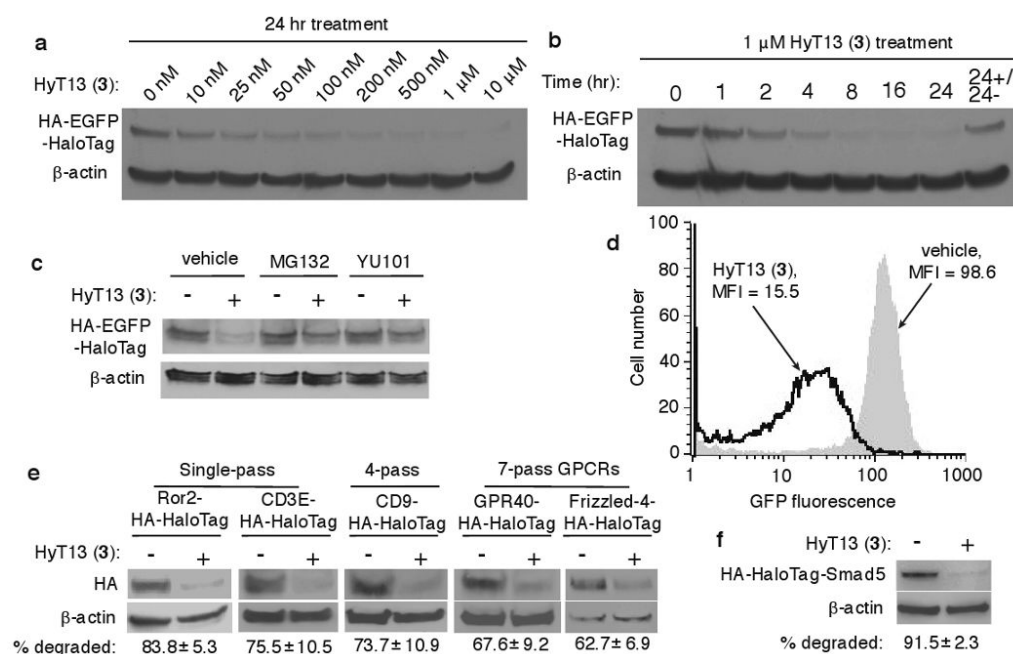 a
24 hr treatment
HyT13 (3): 0 nM 10 nM 25 nM 50 nM 100 nM 200 nM 500 nM 1 µM 10 µM
HA-EGFP
-HaloTag
β-actin
b
1 µM HyT13 (3) treatment
Time (hr): 0 1 2 4 8 16 24 24+/
24-
HA-EGFP
-HaloTag
β-actin
c
vehicle MG132 YU101
HyT13 (3): - + - + - +
HA-EGFP
-HaloTag
β-actin
d
100
80
60
40
20
0
Cell number
HyT13 (3),
MFI = 15.5
vehicle,
MFI = 98.6
1 10 100 1000
GFP fluorescence
e
Single-pass 4-pass 7-pass GPCRs
Ror2- CD3E- CD9- GPR40- Frizzled-4-
HA-HaloTag HA-HaloTag HA-HaloTag HA-HaloTag HA-HaloTag
HyT13 (3): - + - + - + - + - +
HA
β-actin
% degraded: 83.8± 5.3 75.5± 10.5 73.7± 10.9 67.6± 9.2 62.7± 6.9
f
HyT13 (3): - +
HA-HaloTag-Smad5
β-actin
% degraded: 91.5± 2.3